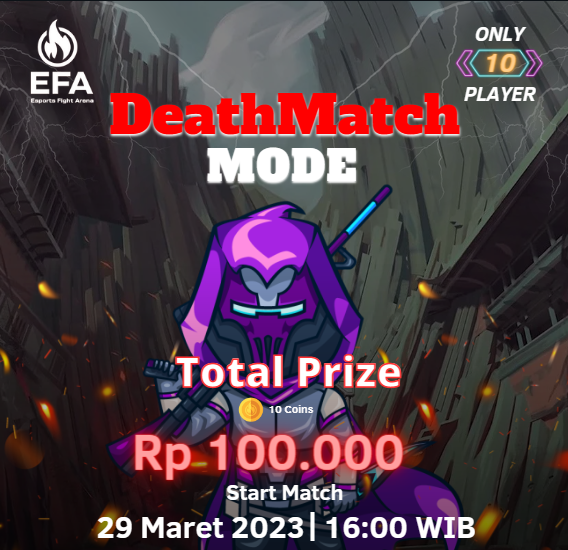 EFA
Esports Fight Arena
ONLY
10
PLAYER
DeathMatch
MODE
Total Prize
10 Coins
Rp 100.000
Start Match
29 Maret 2023| 16:00 WIB